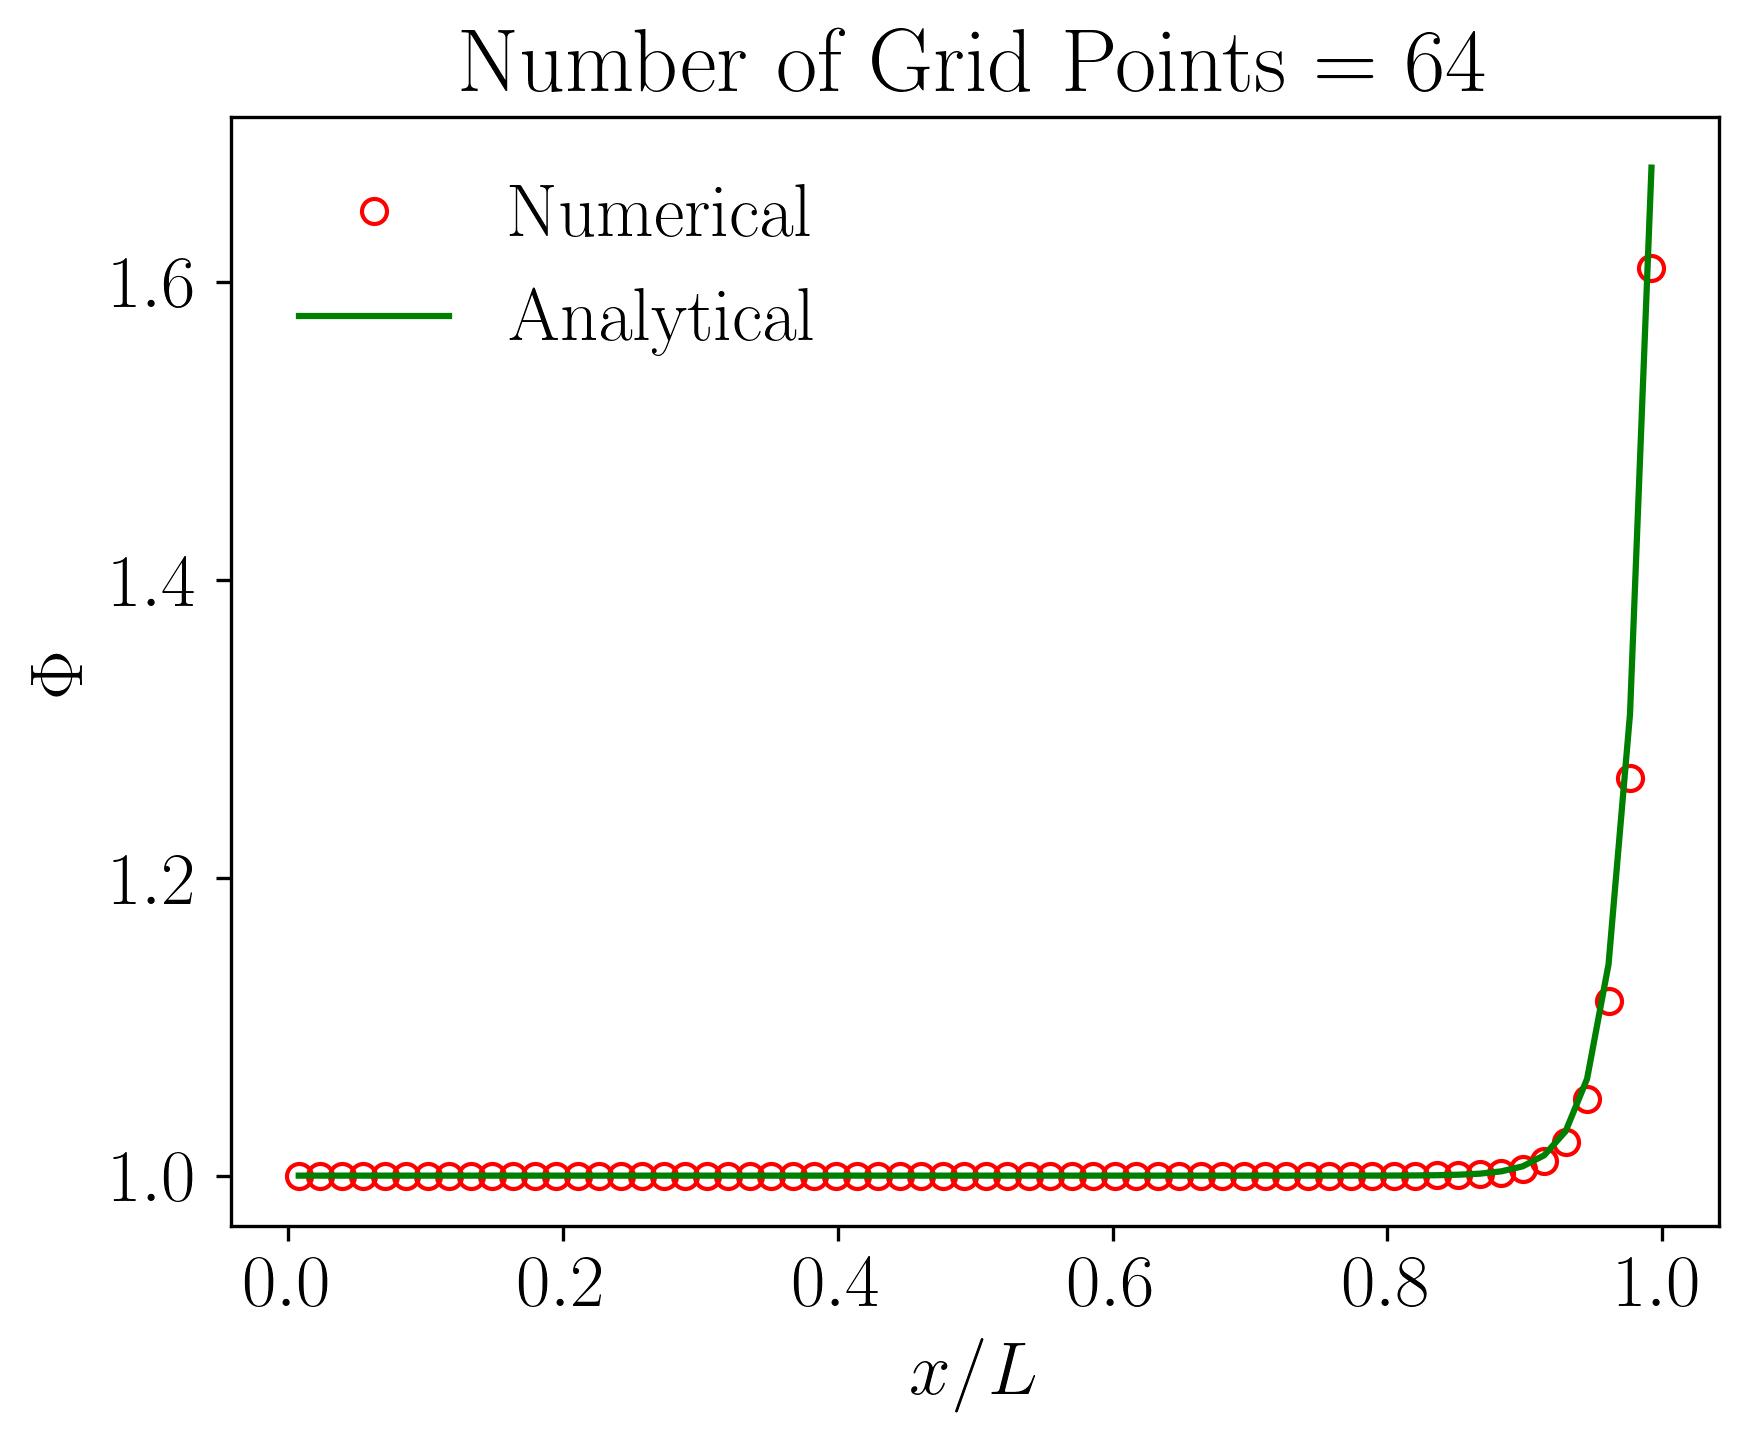 Number of Grid Points = 64
Numerical
Analytical
1.6
1.4
Φ
1.2
1.0
0.0 0.2 0.4 0.6 0.8 1.0
x/L